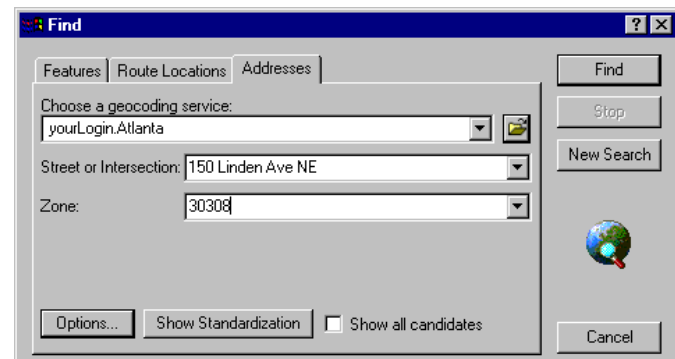 Find
Features Route Locations Addresses
Choose a geocoding service:
yourLogin.Atlanta
Street or Intersection: 150 Linden Ave NE
Zone: 30308
Options... Show Standardization Show all candidates
Find
Stop
New Search
Cancel